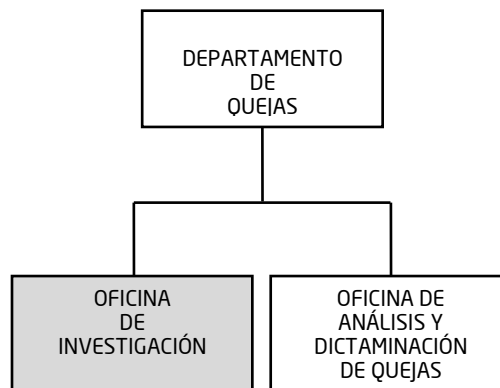 DEPARTAMENTO
DE
QUEJAS
OFICINA
DE
INVESTIGACIÓN
OFICINA DE
ANÁLISIS Y
DICTAMINACIÓN
DE QUEJAS